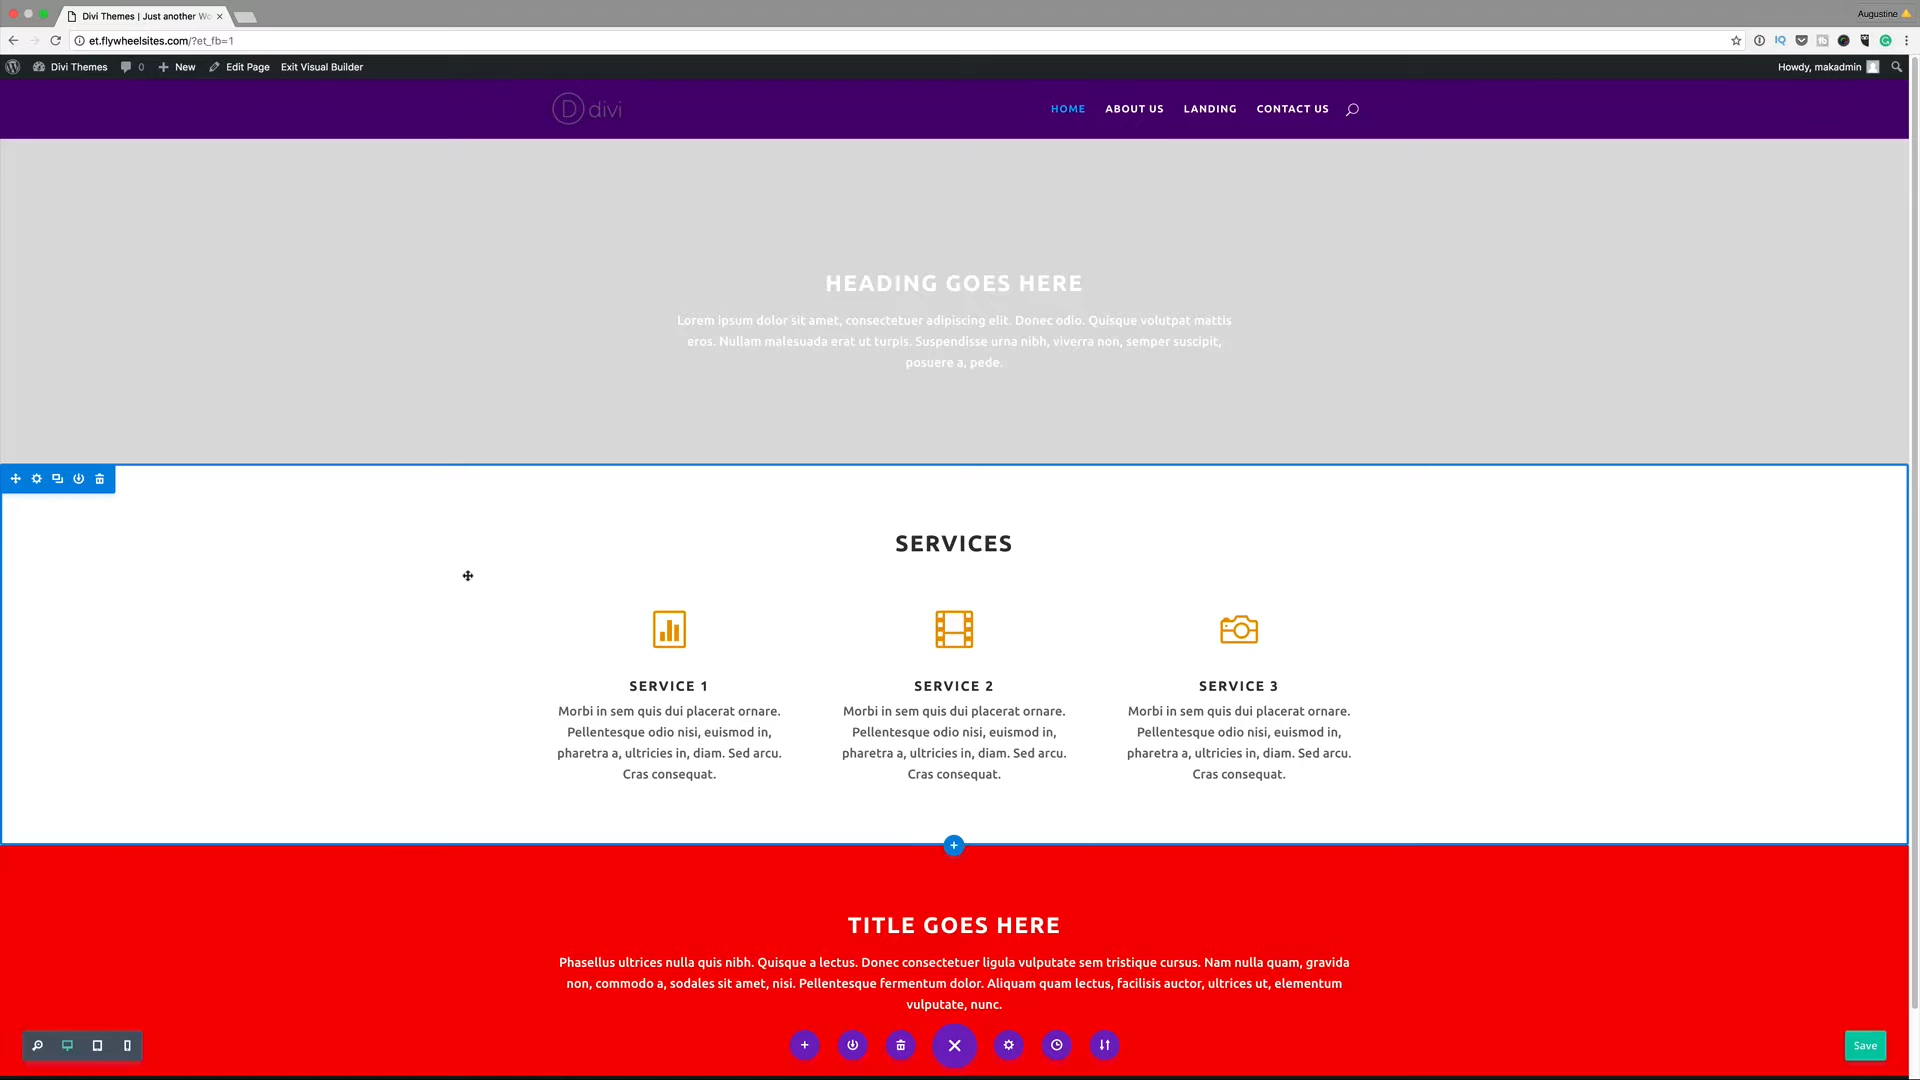 Divi Themes | Just another Wo
Augustine
et.flywheelsites.com/?et_fb=1
Divi Themes 0 New Edit Page Exit Visual Builder
Howdy, makadmin
D divi
HOME ABOUT US LANDING CONTACT US
HEADING GOES HERE
Lorem ipsum dolor sit amet, consectetuer adipiscing elit. Donec odio. Quisque volutpat mattis
eros. Nullam malesuada erat ut turpis. Suspendisse urna nibh, viverra non, semper suscipit,
posuere a, pede.
SERVICES
SERVICE 1
Morbi in sem quis dui placerat ornare.
Pellentesque odio nisi, euismod in,
pharetra a, ultricies in, diam. Sed arcu.
Cras consequat.
SERVICE 2
Morbi in sem quis dui placerat ornare.
Pellentesque odio nisi, euismod in,
pharetra a, ultricies in, diam. Sed arcu.
Cras consequat.
SERVICE 3
Morbi in sem quis dui placerat ornare.
Pellentesque odio nisi, euismod in,
pharetra a, ultricies in, diam. Sed arcu.
Cras consequat.
TITLE GOES HERE
Phasellus ultrices nulla quis nibh. Quisque a lectus. Donec consectetuer ligula vulputate sem tristique cursus. Nam nulla quam, gravida
non, commodo a, sodales sit amet, nisi. Pellentesque fermentum dolor. Aliquam quam lectus, facilisis auctor, ultrices ut, elementum
vulputate, nunc.
Save